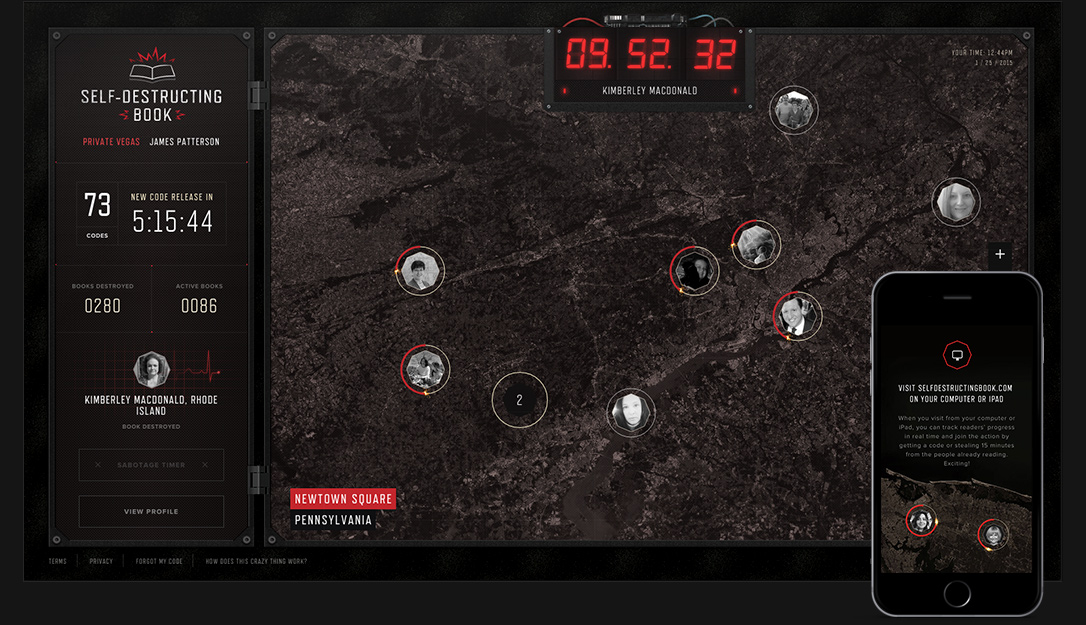 SELF-DESTRUCTING
BOOK
PRIVATE VEGAS JAMES PATTERSON
73
CODES
NEW CODE RELEASE IN
5:15:44
BOOKS DESTROYED
0280
ACTIVE BOOKS
0086
KIMBERLEY MACDONALD, RHODE
ISLAND
BOOK DESTROYED
× SABOTAGE TIMER ×
VIEW PROFILE
TERMS
PRIVACY
FORGOT MY CODE
HOW DOES THIS CRAZY THING WORK?
09. 52. 32
KIMBERLEY MACDONALD
YOUR TIME: 12:44PM
1 / 25 / 2015
2
NEWTOWN SQUARE
PENNSYLVANIA
+
VISIT SELFDESTRUCTINGBOOK.COM
ON YOUR COMPUTER OR IPAD
When you visit from your computer or
iPad, you can track readers' progress
in real time and join the action by
getting a code or stealing 15 minutes
from the people already reading.
Exciting!